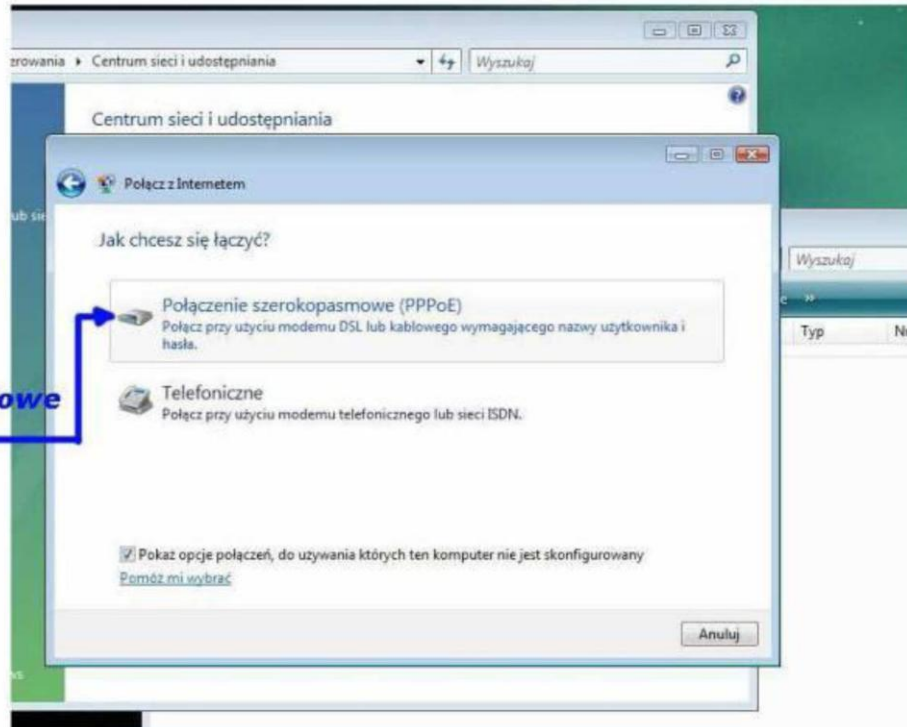 erowania ▸ Centrum sieci i udostępniania
Wyszukaj
Centrum sieci i udostępniania
Połącz z Internetem
ub sie
Jak chcesz się łączyć?
Wyszukaj
e »
Połączenie szerokopasmowe (PPPoE)
Połącz przy użyciu modemu DSL lub kablowego wymagającego nazwy użytkownika i
hasła.
Typ
owe
Telefoniczne
Połącz przy użyciu modemu telefonicznego lub sieci ISDN.
Pokaż opcje połączeń, do używania których ten komputer nie jest skonfigurowany
Pomóż mi wybrać
Anuluj